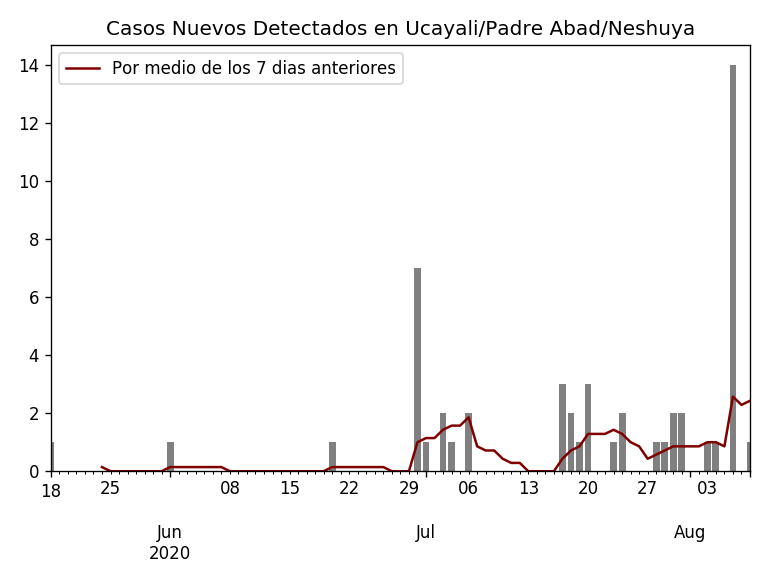 Casos Nuevos Detectados en Ucayali/Padre Abad/Neshuya
Por medio de los 7 dias anteriores
14
12
10
8
6
4
2
0
18 25 08 15 22 29 06 13 20 27 03
Jun Jul Aug
2020